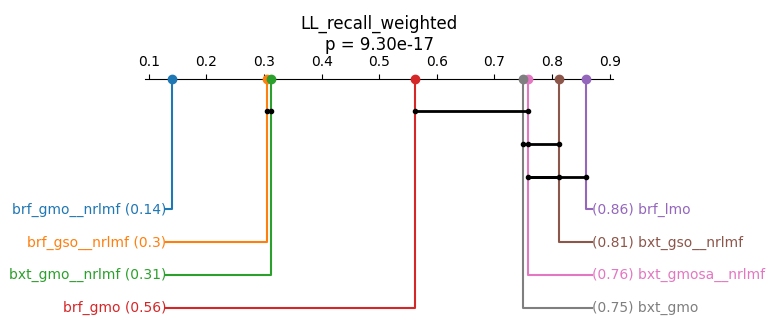 LL_recall_weighted
p = 9.30e-17
0.1 0.2 0.3 0.4 0.5 0.6 0.7 0.8 0.9
brf_gmo__nrlmf (0.14) (0.86) brf_lmo
brf_gso__nrlmf (0.3) (0.81) bxt_gso__nrlmf
bxt_gmo__nrlmf (0.31) (0.76) bxt_gmosa__nrlmf
brf_gmo (0.56) (0.75) bxt_gmo